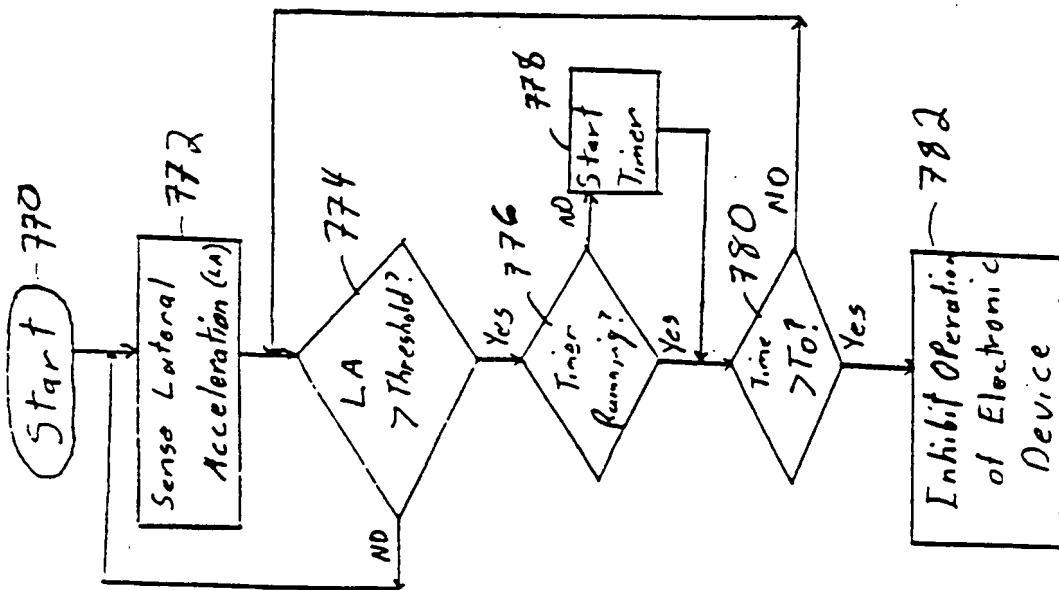 Start
770
Sense Lateral
Acceleration (LA)
772
LA
> Threshold?
774
NO
Yes
Timer
Running?
776
NO
Start
Timer
778
Yes
Time
> To?
780
NO
Yes
Inhibit Operation
of Electronic
Device
782